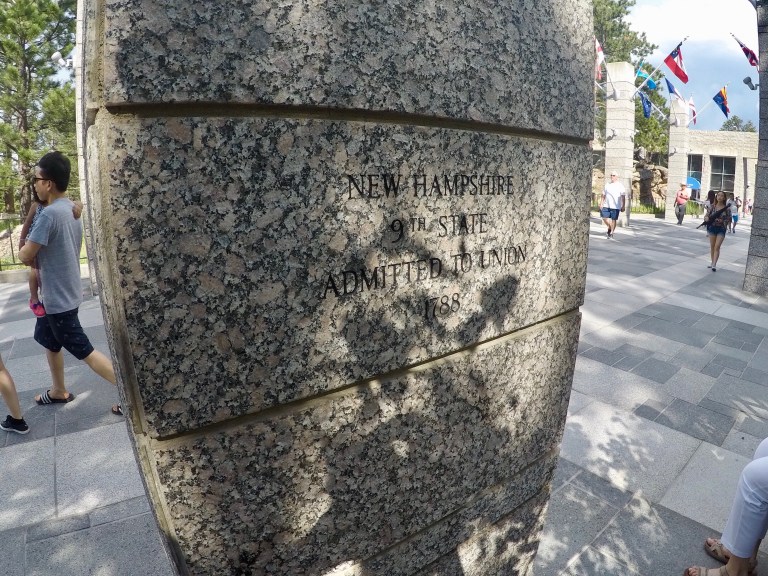 NEW HAMPSHIRE
9TH STATE
ADMITTED TO UNION
1788